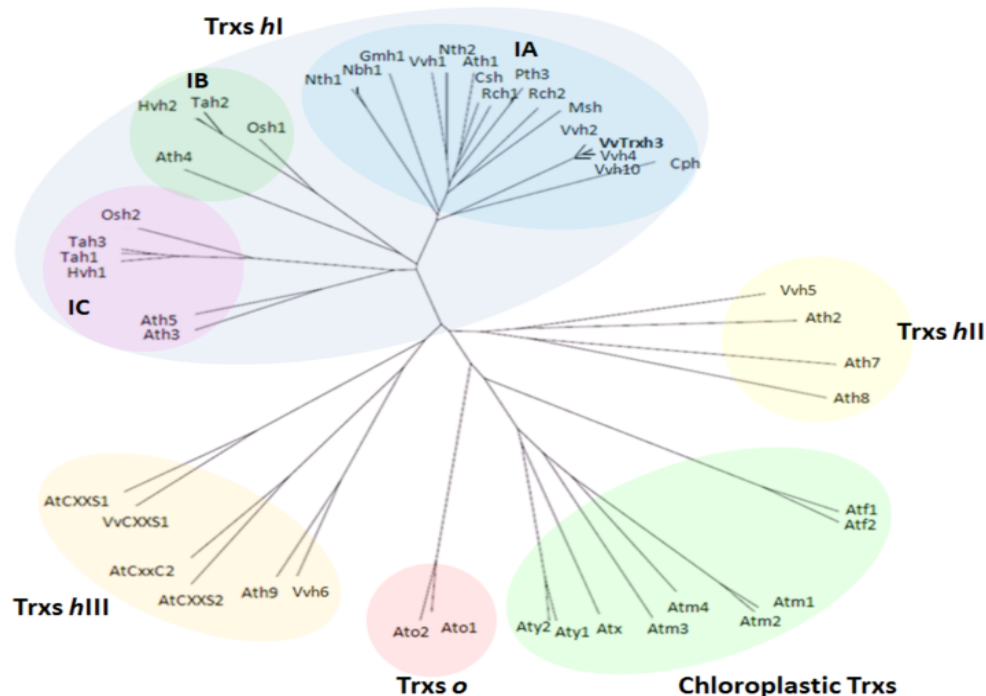 Trxs hI
IA
IB
Nth1
Nbh1
Gmh1
Vvh1
Nth2
Ath1
Csh
Rch1
Pth3
Rch2
Msh
Vvh2
VvTrxh3
Vvh4
Vvh10
Cph
Hvh2
Tah2
Osh1
Ath4
Osh2
Tah3
Tah1
Hvh1
IC
Ath5
Ath3
Vvh5
Ath2
Trxs hII
Ath7
Ath8
AtCXXS1
VvCXXS1
AtCxxC2
AtCXXS2
Ath9
Vvh6
Trxs hIII
Ato2
Ato1
Trxs o
Atf1
Atf2
Aty2
Aty1
Atx
Atm3
Atm4
Atm1
Atm2
Chloroplastic Trxs